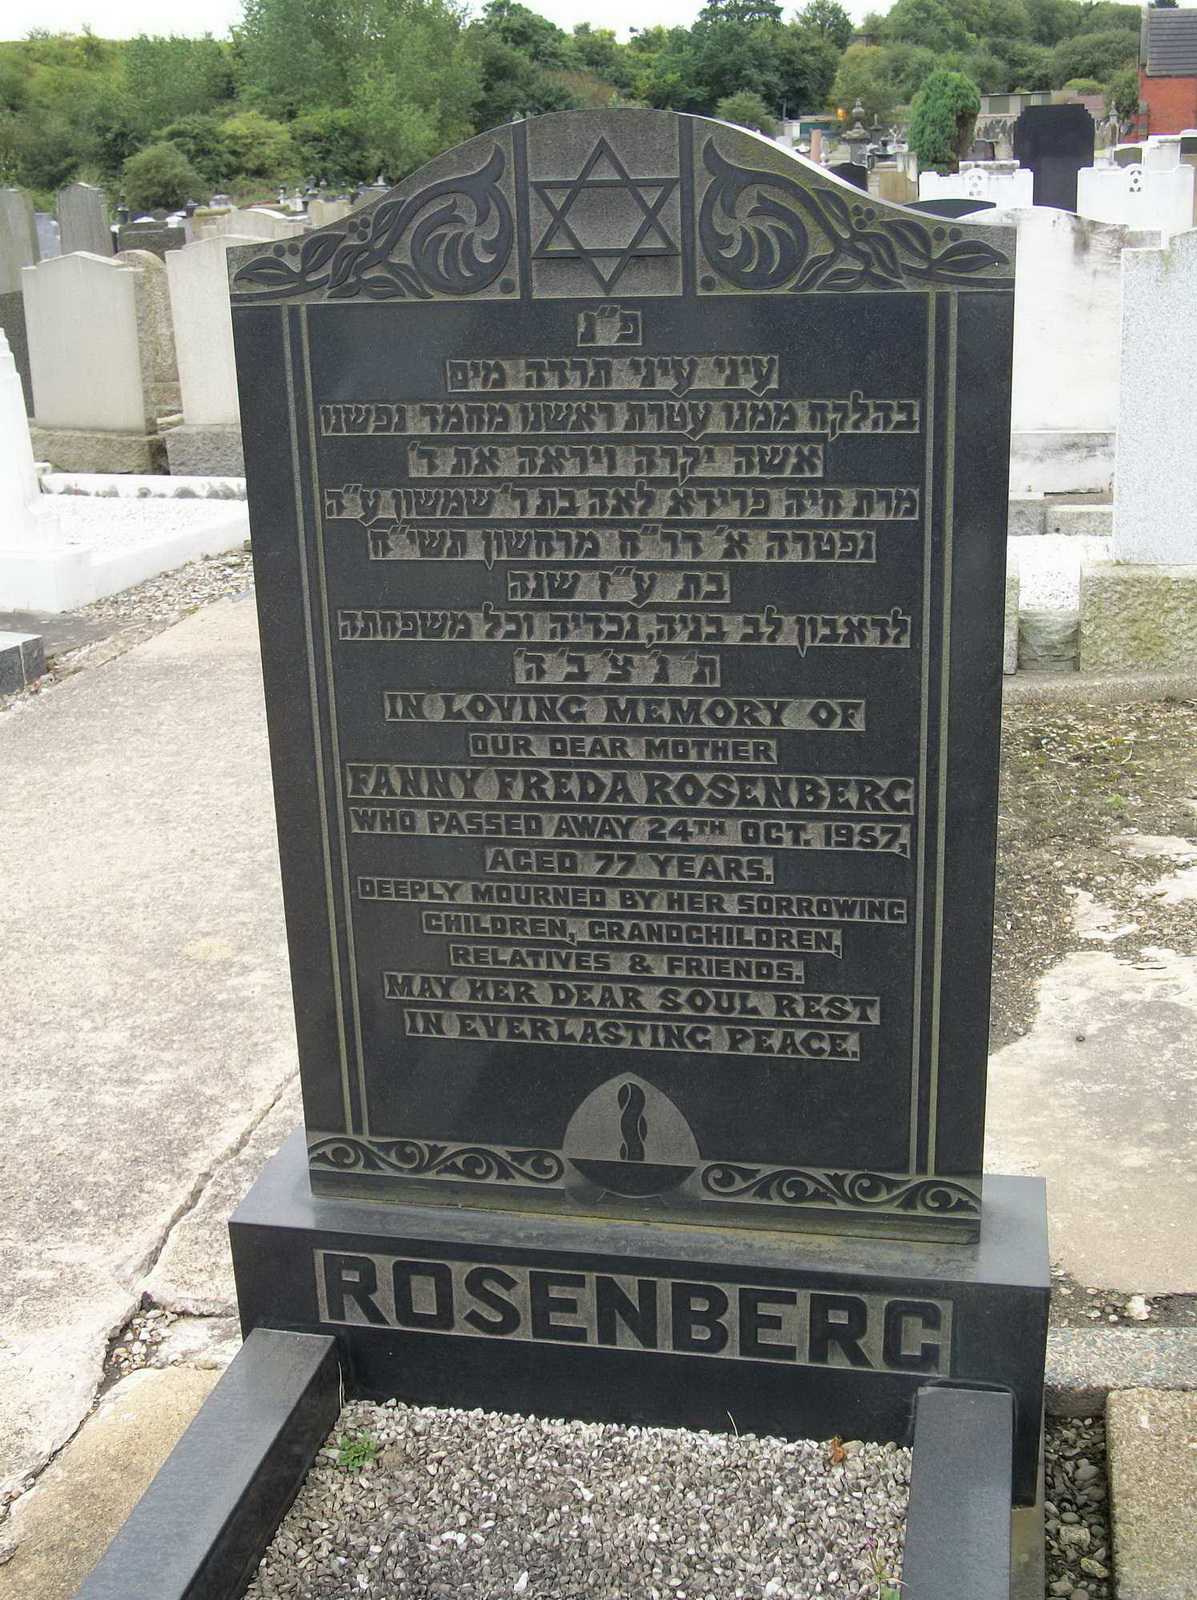 פ״נ
עיני עיני תרדה מים
בהלקח ממנו עטרת ראשנו מחמד נפשנו
אשה יקרה ויראה את ד׳
מרת חיה פרידא לאה בת ר׳ שמשון ע״ה
נפטרה א׳ דר״ח מרחשון תשי״ח
בת ע״ז שנה
לדאבון לב בניה, נכדיה וכל משפחתה
ת׳ נ׳ צ׳ ב׳ ה׳
IN LOVING MEMORY OF
OUR DEAR MOTHER
FANNY FREDA ROSENBERG
WHO PASSED AWAY 24TH OCT. 1957,
AGED 77 YEARS.
DEEPLY MOURNED BY HER SORROWING
CHILDREN, GRANDCHILDREN,
RELATIVES & FRIENDS.
MAY HER DEAR SOUL REST
IN EVERLASTING PEACE.
ROSENBERG